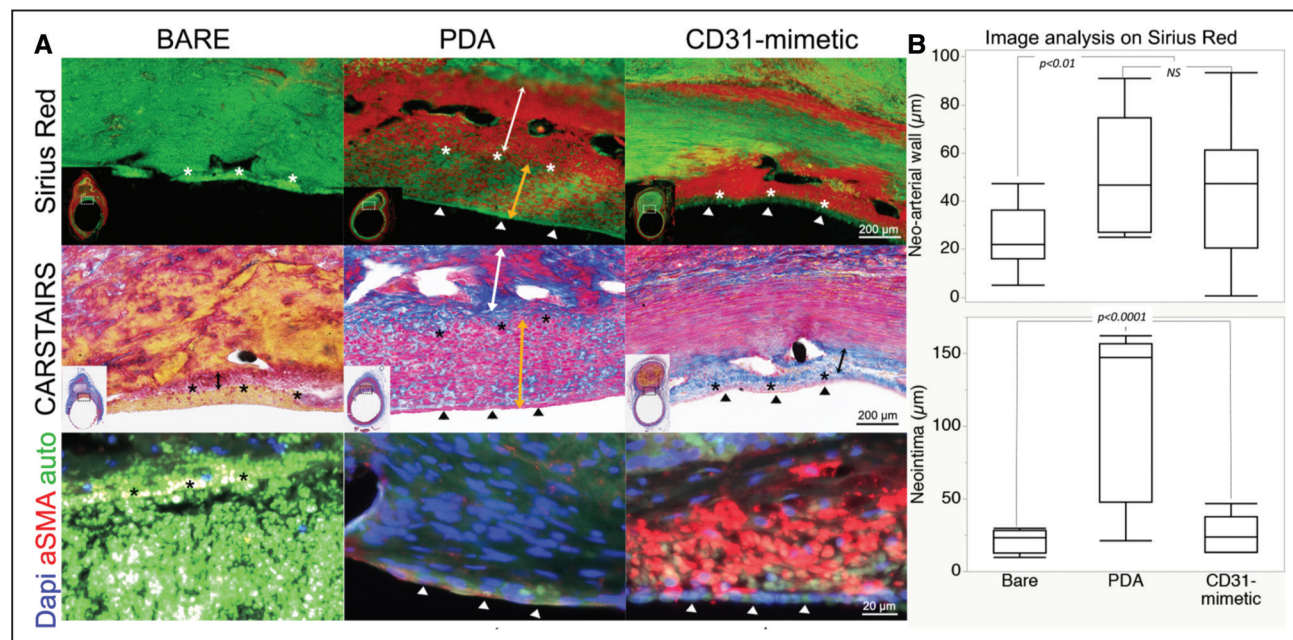 A
BARE
PDA
CD31-mimetic
Sirius Red
200 µm
CARSTAIRS
200 µm
Dapi aSMA auto
20 µm
B
Image analysis on Sirius Red
Neo-arterial wall (µm)
100
80
60
40
20
0
p<0.01
NS
Neointima (µm)
150
100
50
0
p<0.0001
Bare
PDA
CD31-
mimetic